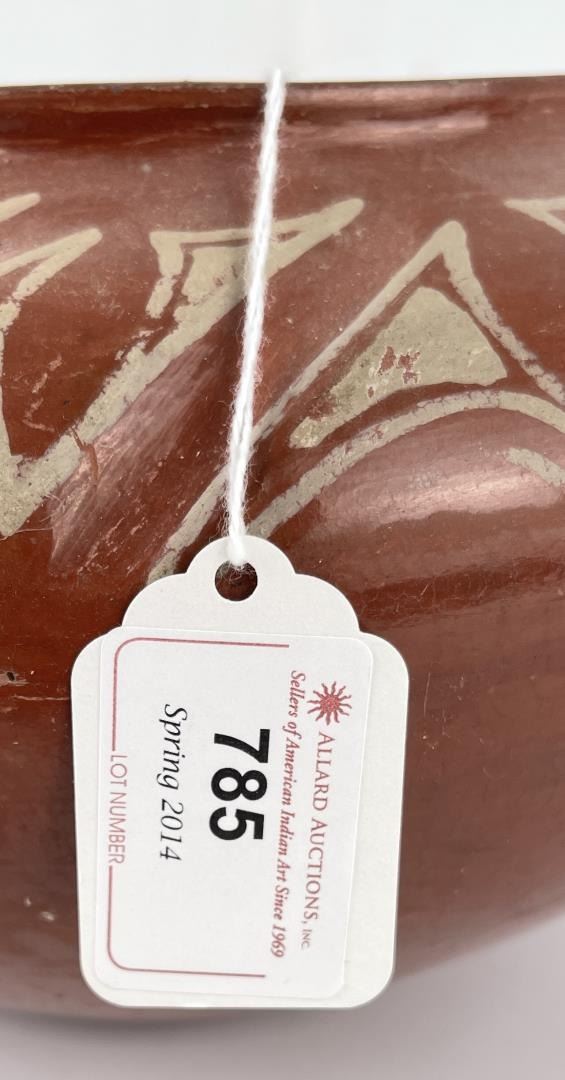 ALLARD AUCTIONS, INC.
Sellers of American Indian Art Since 1969
785
Spring 2014
LOT NUMBER